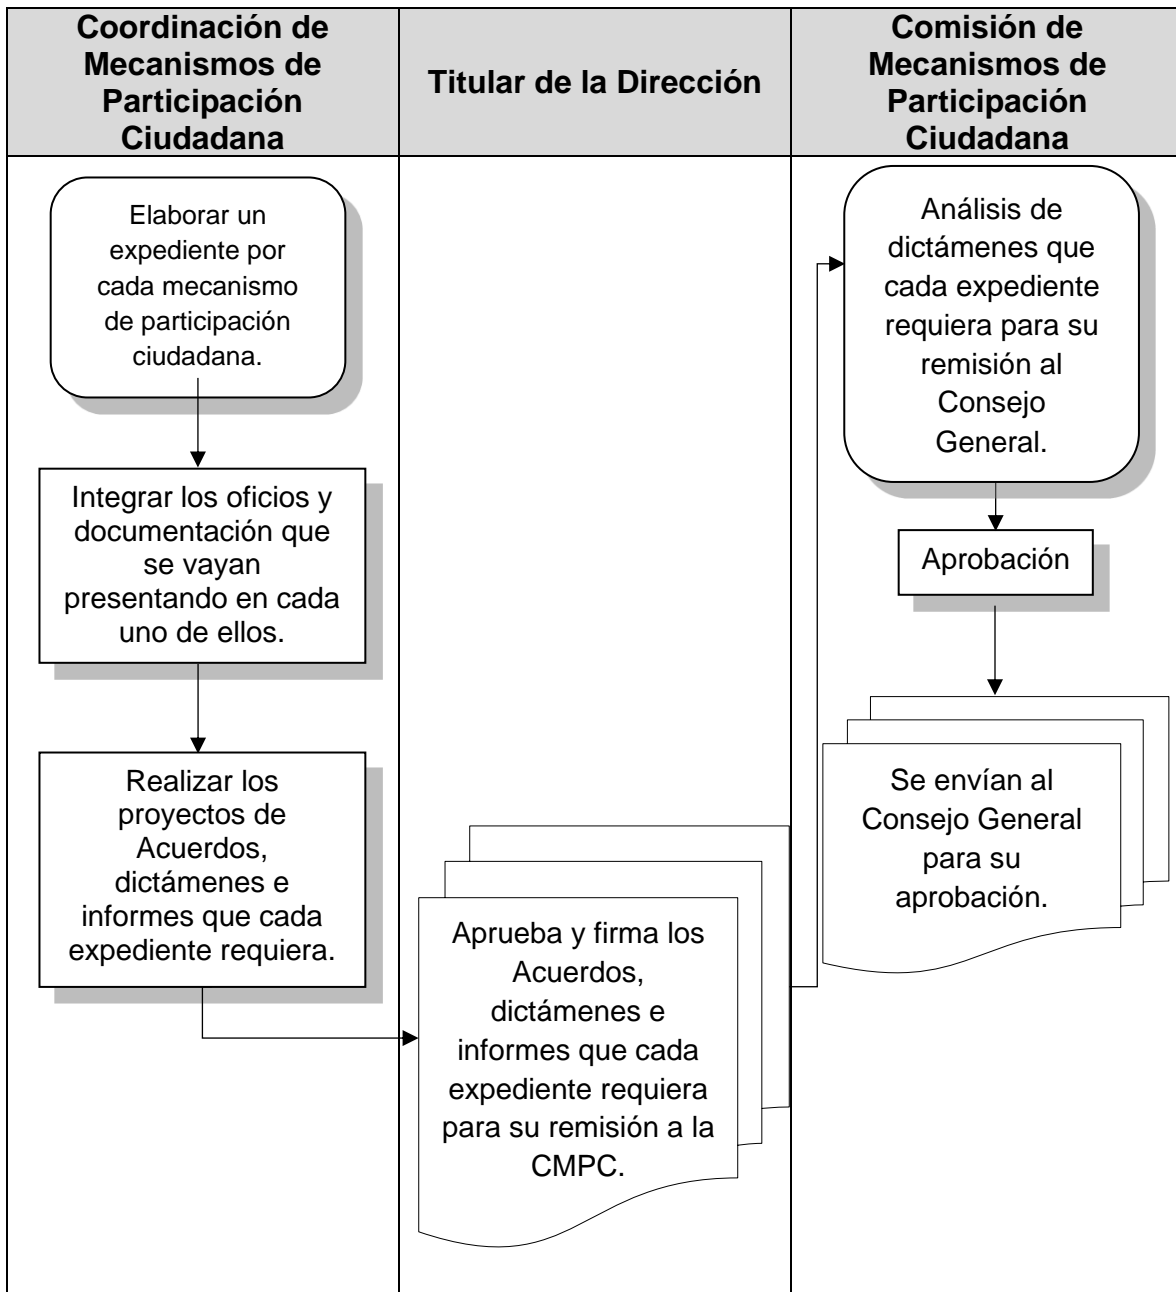 Coordinación de
Mecanismos de
Participación
Ciudadana
Titular de la Dirección
Comisión de
Mecanismos de
Participación
Ciudadana
Elaborar un
expediente por
cada mecanismo
de participación
ciudadana.
Integrar los oficios y
documentación que
se vayan
presentando en cada
uno de ellos.
Realizar los
proyectos de
Acuerdos,
dictámenes e
informes que cada
expediente requiera.
Aprueba y firma los
Acuerdos,
dictámenes e
informes que cada
expediente requiera
para su remisión a la
CMPC.
Análisis de
dictámenes que
cada expediente
requiera para su
remisión al
Consejo
General.
Aprobación
Se envían al
Consejo General
para su
aprobación.